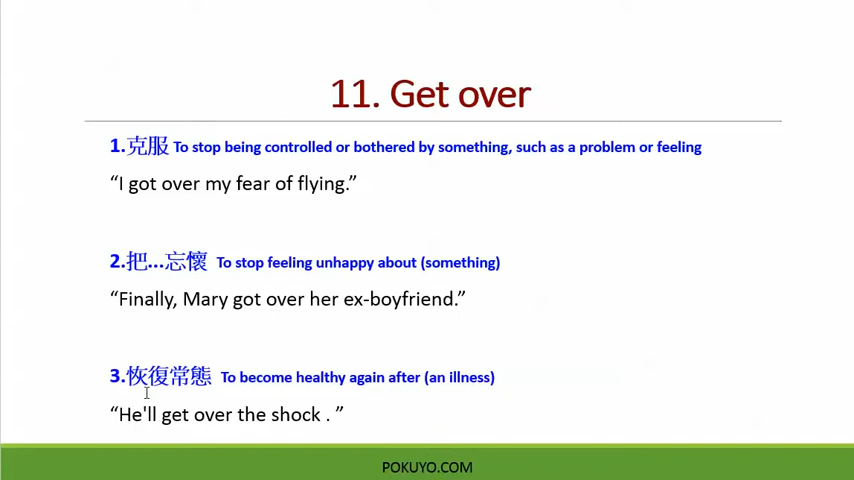 11. Get over
1.克服 To stop being controlled or bothered by something, such as a problem or feeling
“I got over my fear of flying.”
2.把...忘懷 To stop feeling unhappy about (something)
“Finally, Mary got over her ex-boyfriend.”
3.恢復常態 To become healthy again after (an illness)
“He'll get over the shock . ”
POKUYO.COM